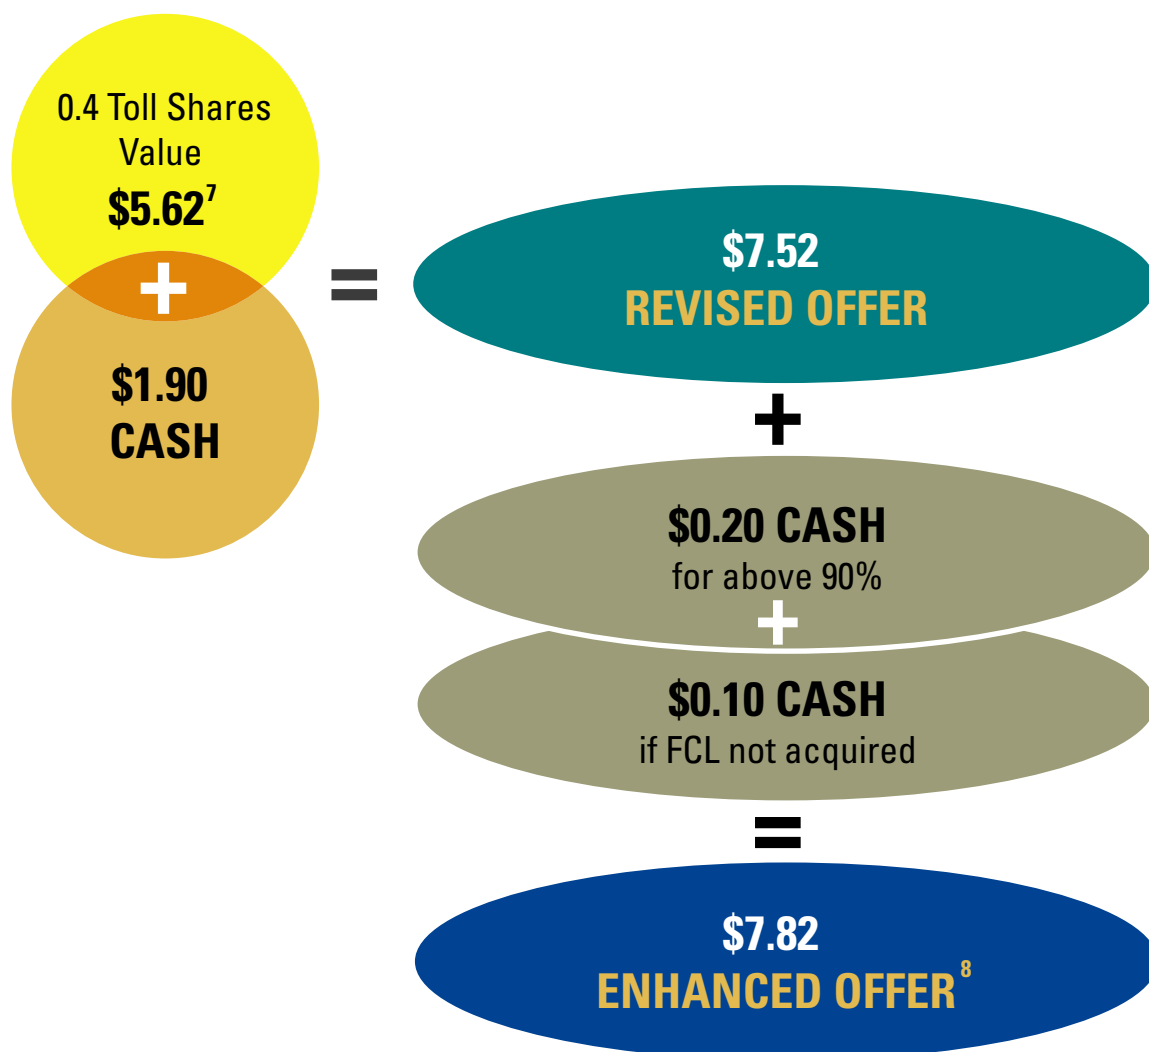 0.4 Toll Shares
Value
$5.62⁷
+
$1.90
CASH
=
$7.52
REVISED OFFER
+
$0.20 CASH
for above 90%
+
$0.10 CASH
if FCL not acquired
=
$7.82
ENHANCED OFFER⁸